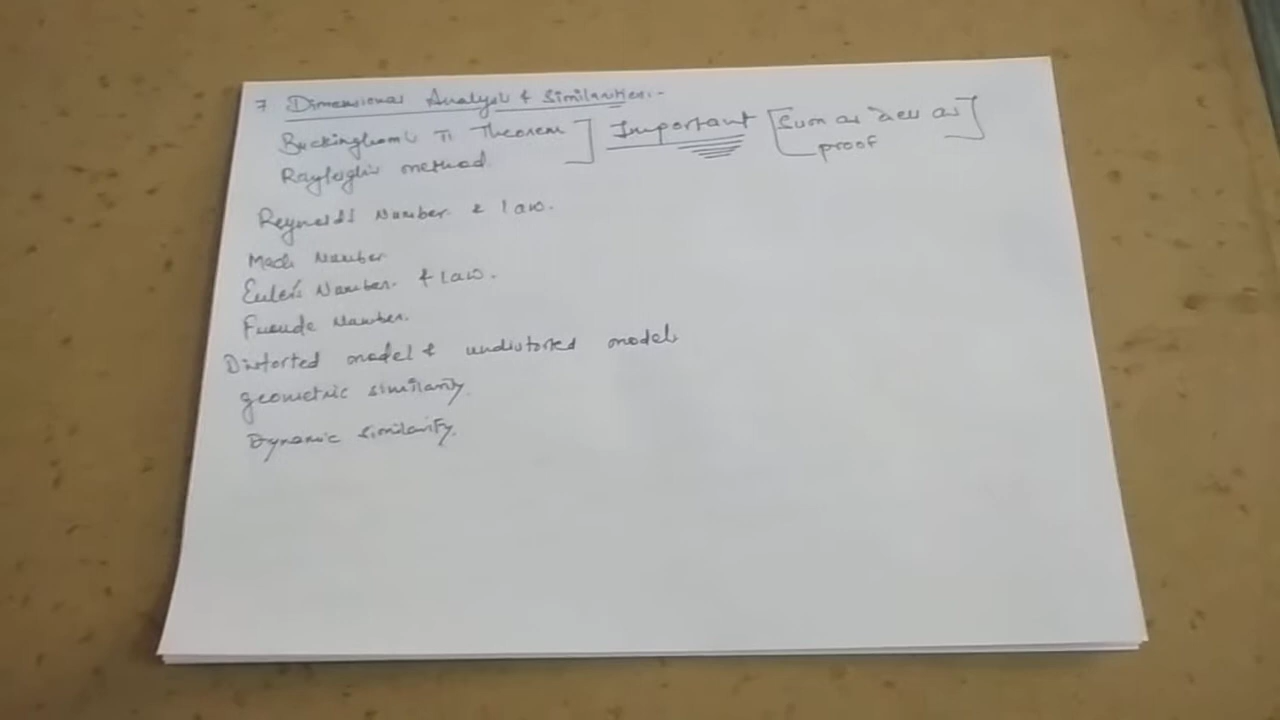 7 Dimensional Analysis & Similarities:-
Buckingham's π Theorem ] Important [Sum as well as
proof]
Rayleigh's method
Reynold's Number & law.
Mach Number
Euler's Number & law.
Froude Number.
Distorted model & undistorted models
geometric similarity.
Dynamic similarity.